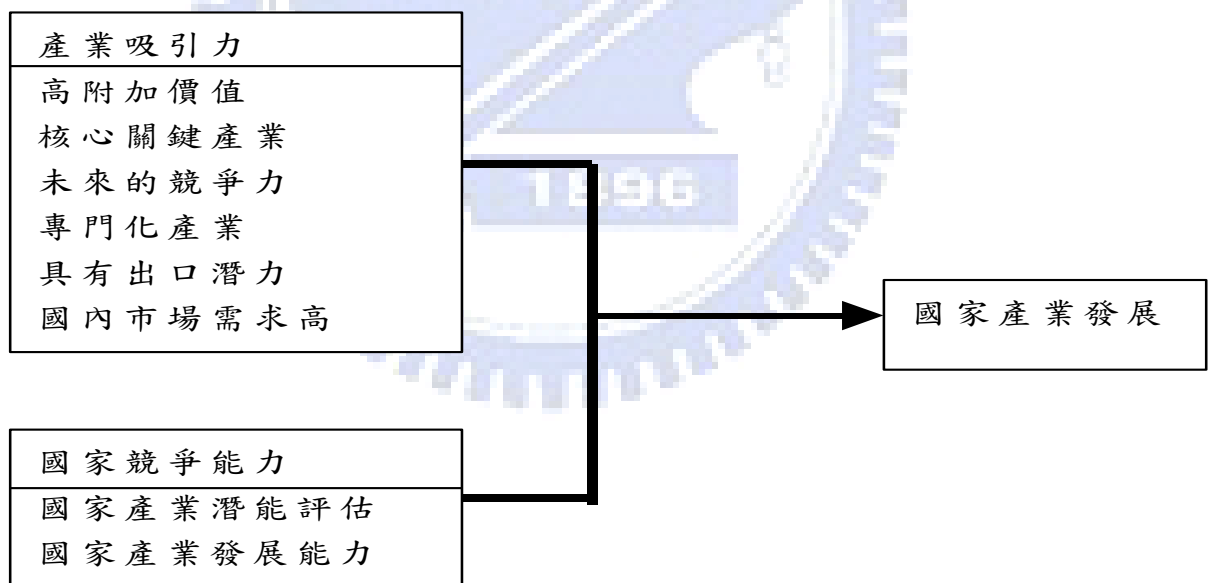 產業吸引力
高附加價值
核心關鍵產業
未來的競爭力
專門化產業
具有出口潛力
國內市場需求高
1896
國家產業發展
國家競爭能力
國家產業潛能評估
國家產業發展能力